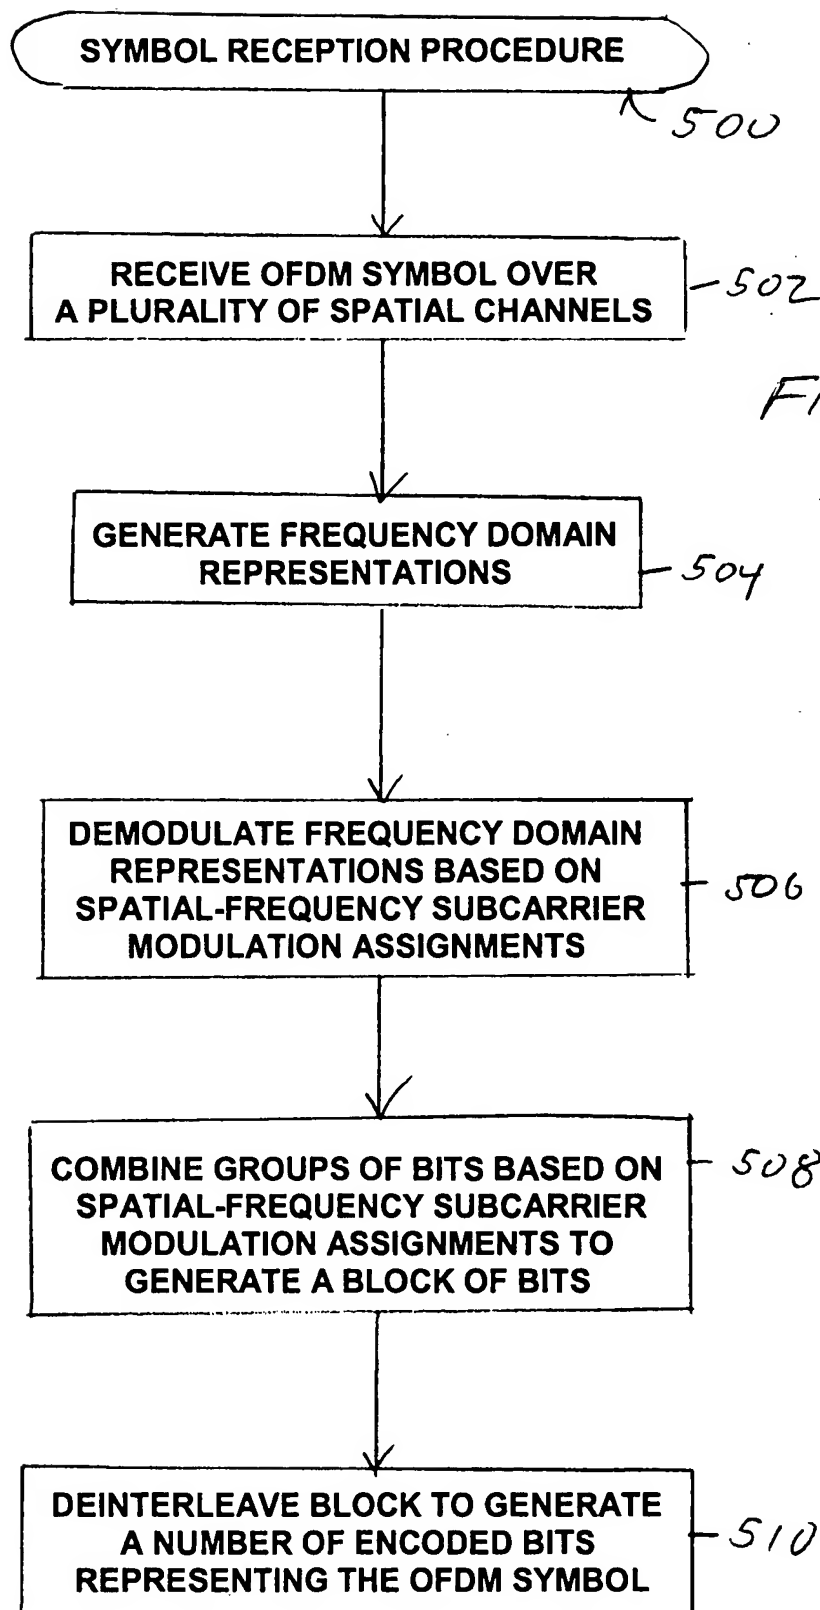 SYMBOL RECEPTION PROCEDURE
500
RECEIVE OFDM SYMBOL OVER
A PLURALITY OF SPATIAL CHANNELS
502
GENERATE FREQUENCY DOMAIN
REPRESENTATIONS
504
DEMODULATE FREQUENCY DOMAIN
REPRESENTATIONS BASED ON
SPATIAL-FREQUENCY SUBCARRIER
MODULATION ASSIGNMENTS
506
COMBINE GROUPS OF BITS BASED ON
SPATIAL-FREQUENCY SUBCARRIER
MODULATION ASSIGNMENTS TO
GENERATE A BLOCK OF BITS
508
DEINTERLEAVE BLOCK TO GENERATE
A NUMBER OF ENCODED BITS
REPRESENTING THE OFDM SYMBOL
510